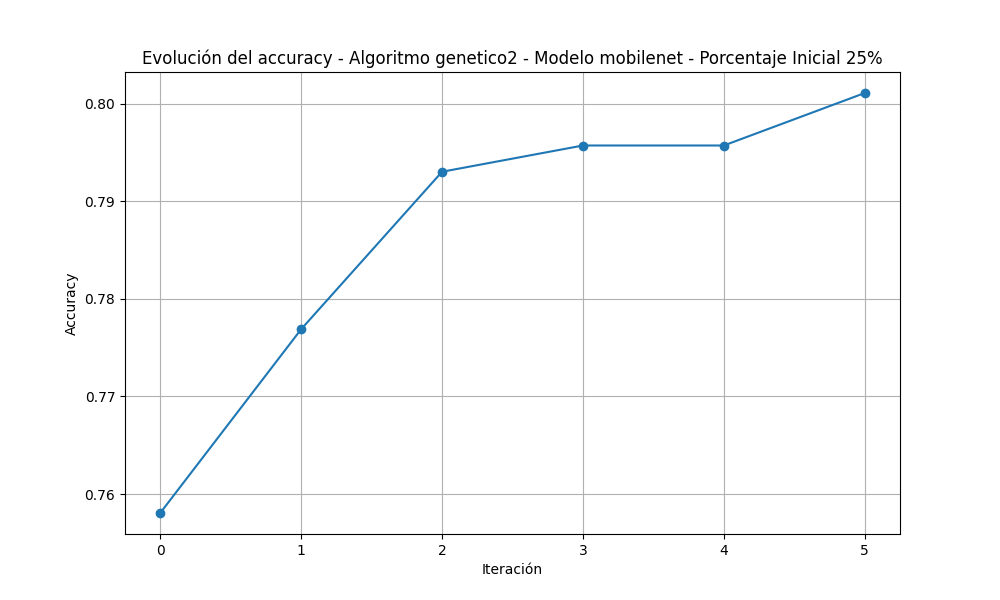 Evolución del accuracy - Algoritmo genetico2 - Modelo mobilenet - Porcentaje Inicial 25%
0.80
0.79
0.78
0.77
0.76
Accuracy
0 1 2 3 4 5
Iteración